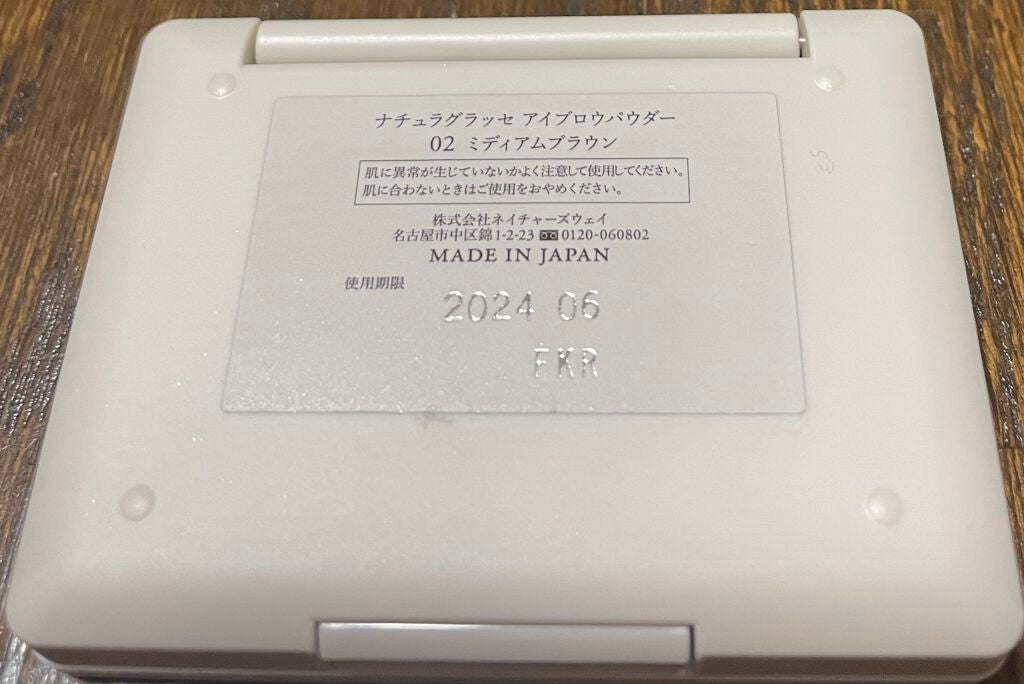 ナチュラグラッセ アイブロウパウダー
02 ミディアムブラウン
肌に異常が生じていないかよく注意して使用してください。
肌に合わないときはご使用をおやめください。
株式会社ネイチャーズウェイ
名古屋市中区錦1-2-23 0120-060802
MADE IN JAPAN
使用期限
2024 06
FKR